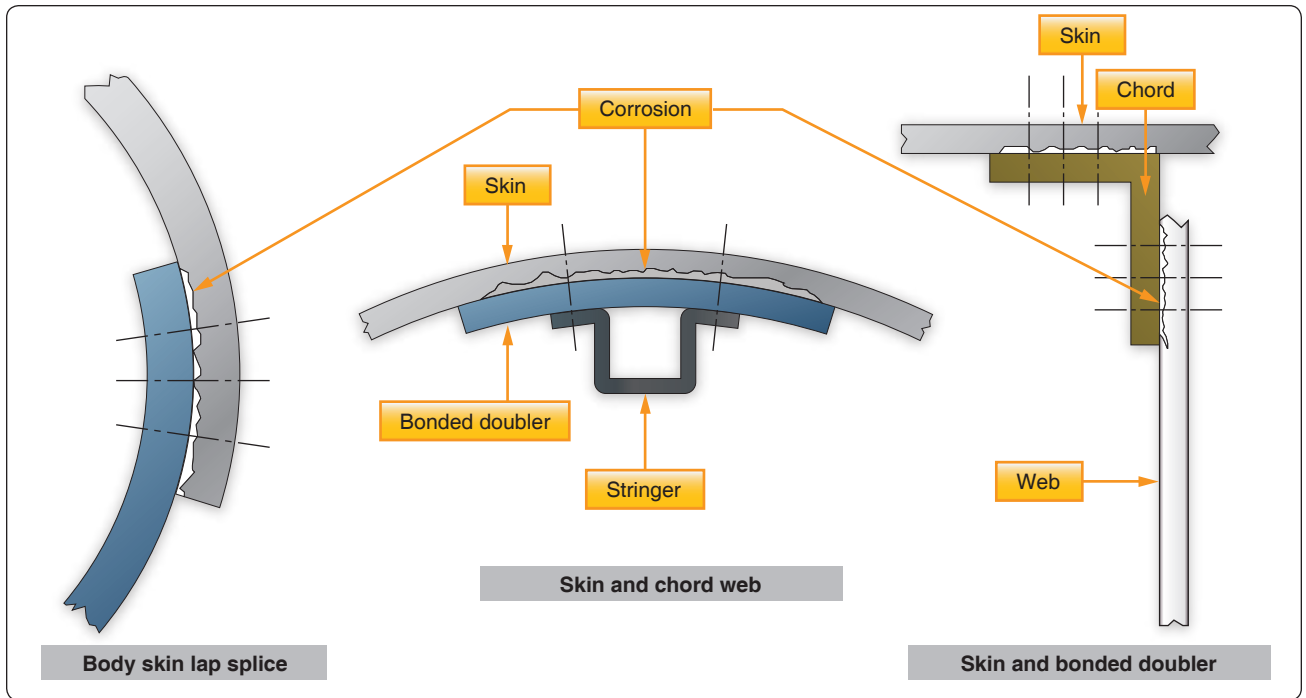 Skin
Chord
Corrosion
Skin
Bonded doubler
Stringer
Web
Skin and chord web
Body skin lap splice
Skin and bonded doubler